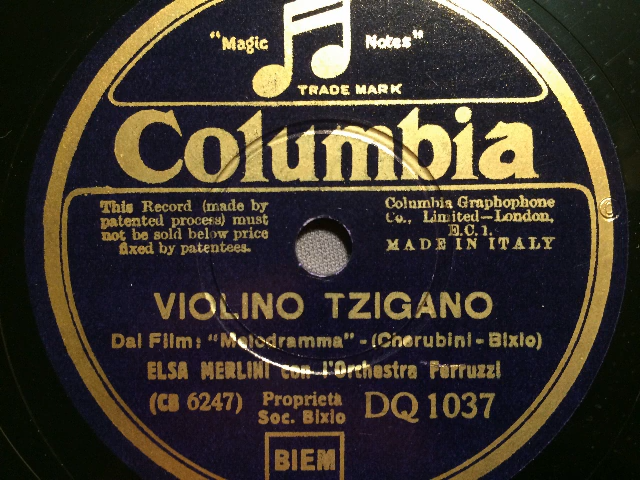 "Magic Notes"
TRADE MARK
Columbia
This Record (made by
patented process) must
not be sold below price
fixed by patentees.
Columbia Graphophone
Co., Limited—London,
E.C.1.
MADE IN ITALY
VIOLINO TZIGANO
Dal Film: "Melodramma" - (Cherubini - Bixio)
ELSA MERLINI con l'Orchestra Ferruzzi
(CB 6247) Proprietà Soc. Bixio DQ 1037
BIEM